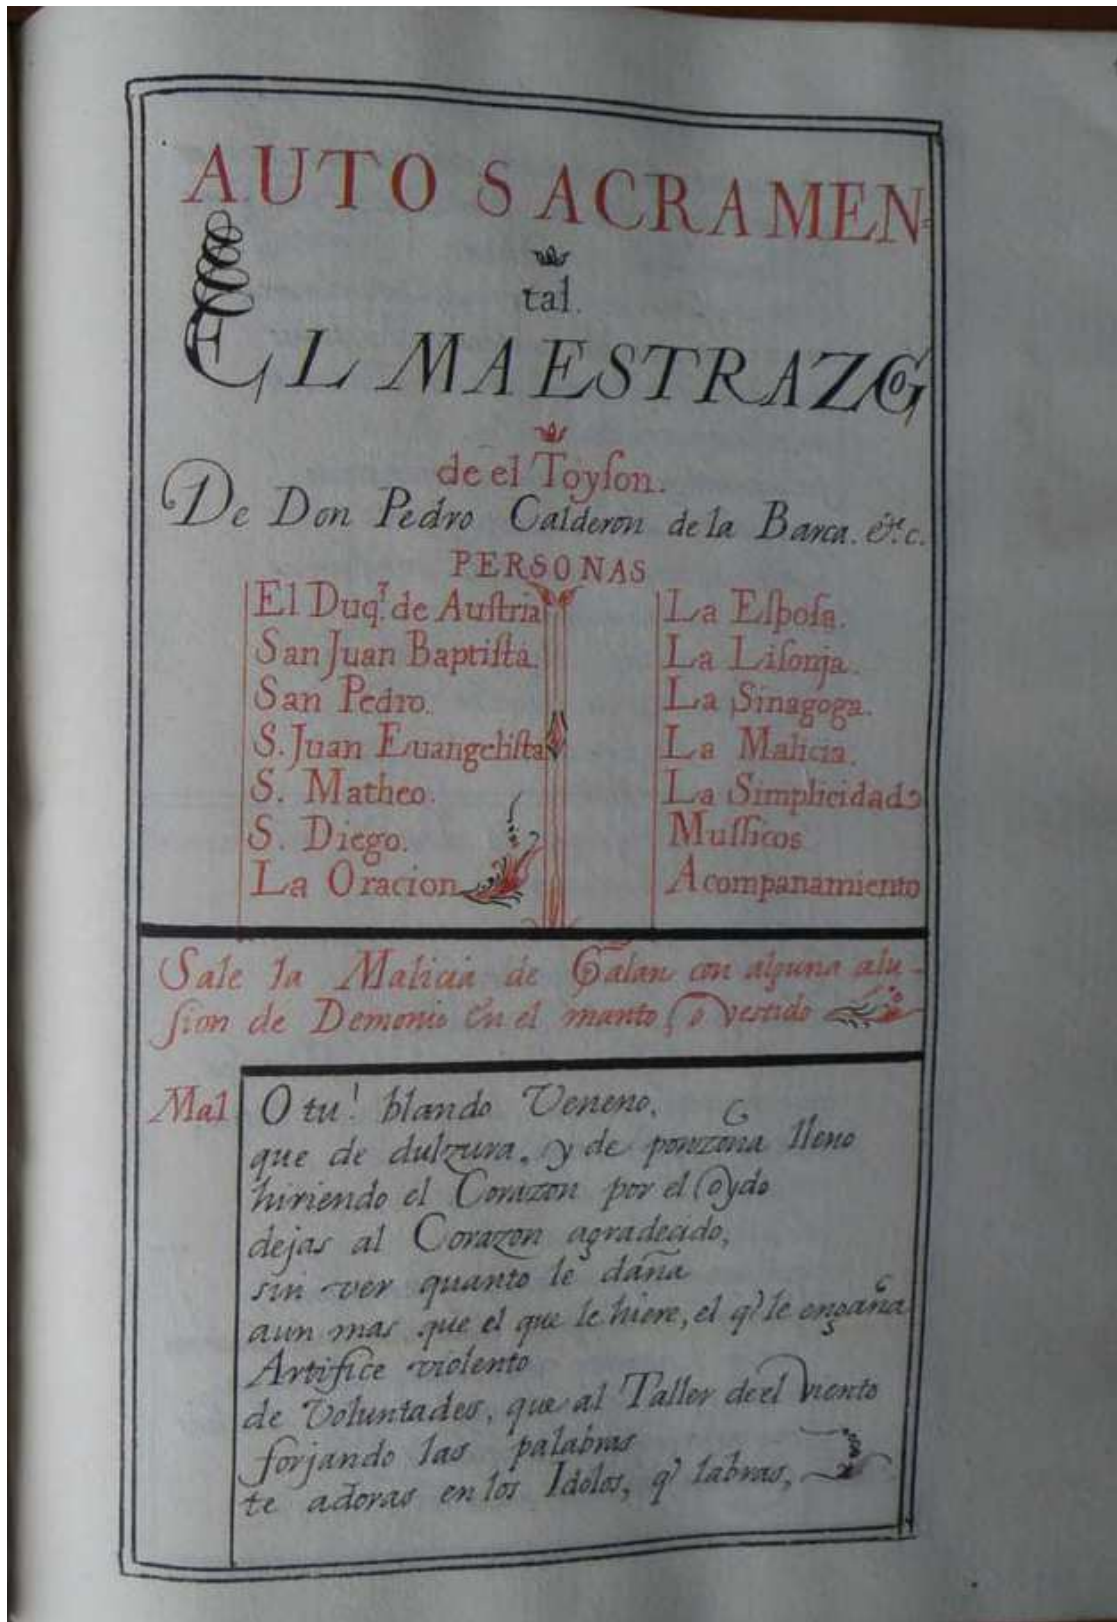 AUTO SACRAMEN=
tal.
EL MAESTRAZGO
de el Toyſon.
De Don Pedro Calderon de la Barca. &c.
PERSONAS
El Duqe. de Auſtria
San Juan Baptiſta
San Pedro.
S. Juan Euangeliſta
S. Matheo.
S. Diego.
La Oracion
La Eſpoſa.
La Liſonja.
La Sinagoga.
La Malicia.
La Simplicidad
Muſſicos
Acompanamiento
Sale la Malicia de Galan con alguna alu-
ſion de Demonio en el manto, o vestido
Mal
O tu! blando Veneno,
que de dulzura, y de ponzoña lleno
hiriendo el Corazon por el oydo
dejas al Corazon agradecido,
sin ver quanto le daña
aun mas que el que le hiere, el q̃ le engaña
Artifice violento
de Voluntades, que al Taller de el viento
forjando las palabras
te adoras en los Idolos, q̃ labras,